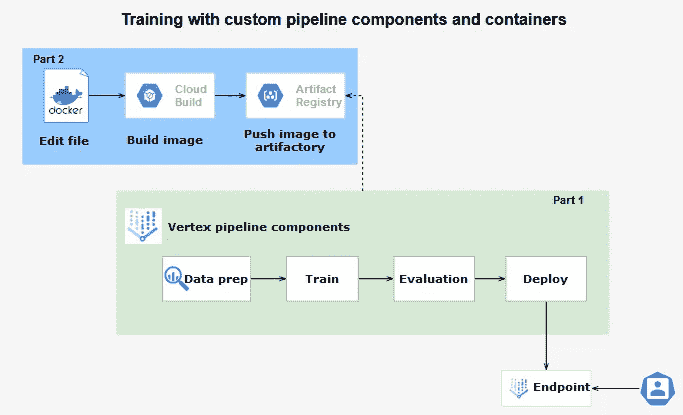 Training with custom pipeline components and containers
Part 2
docker
Cloud
Build
Artifact
Registry
Edit file
Build image
Push image to
artifactory
Part 1
Vertex pipeline components
Data prep
Train
Evaluation
Deploy
Endpoint